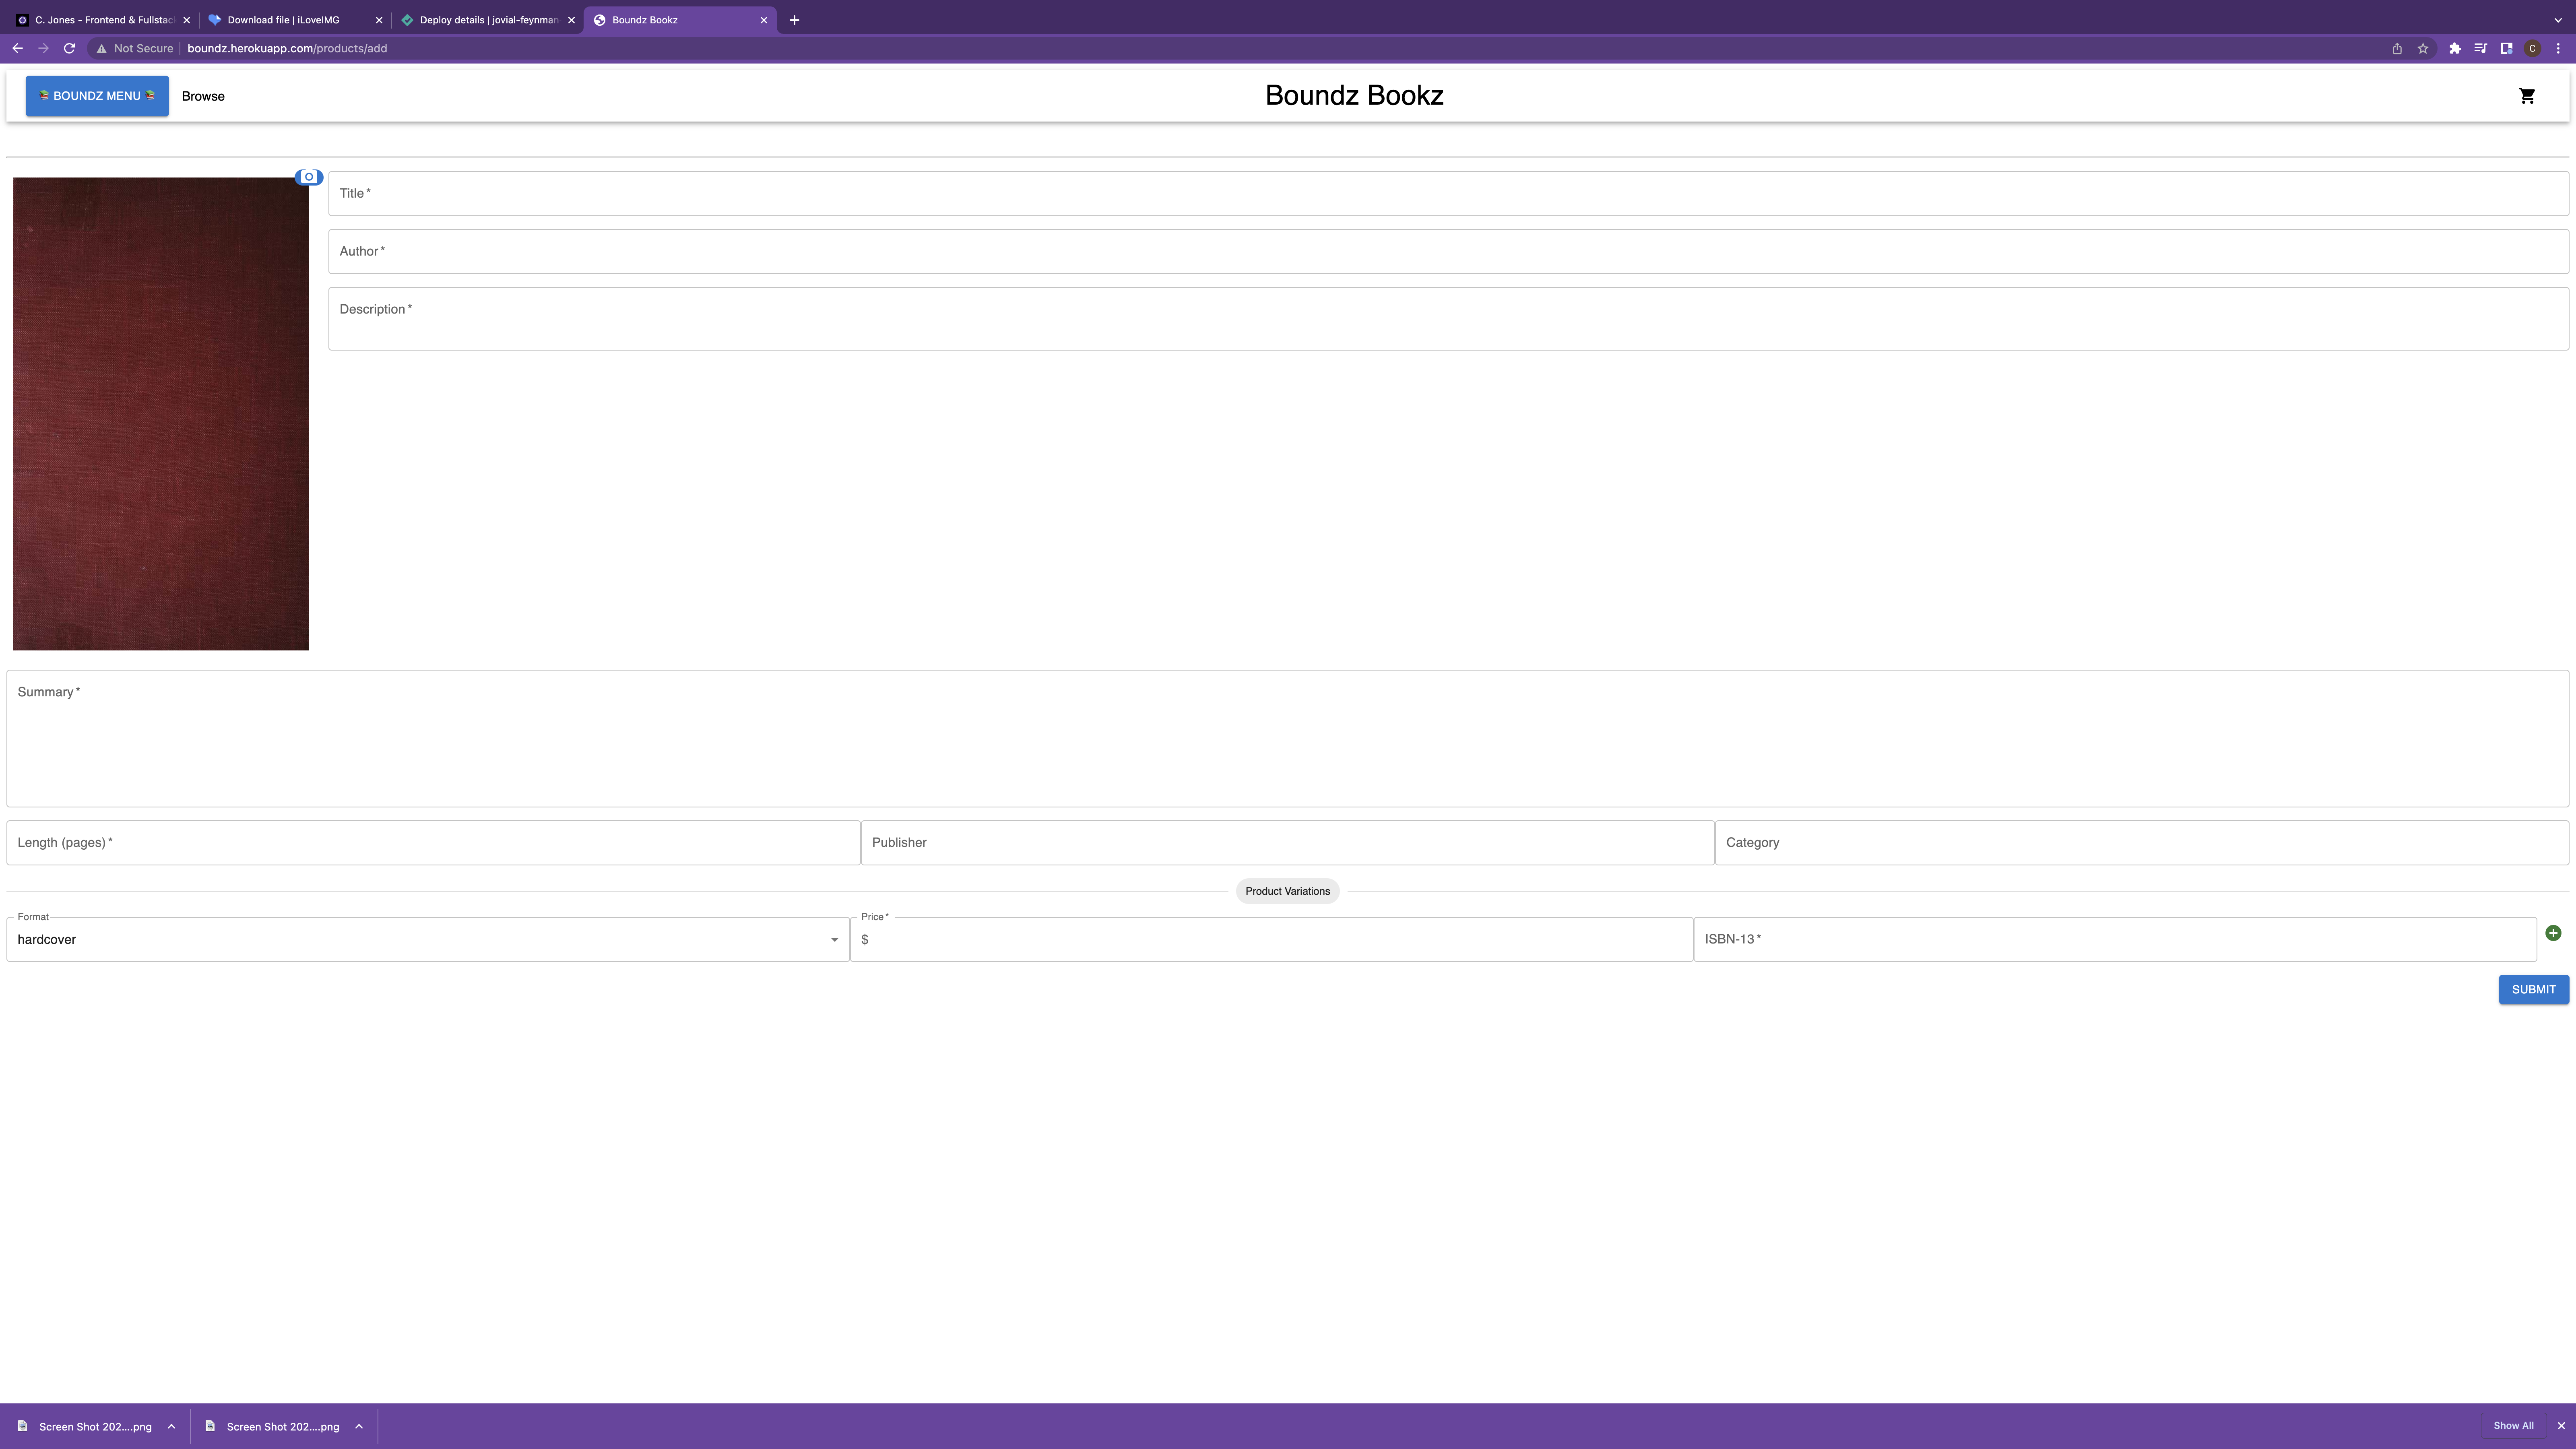 C. Jones - Frontend & Fullstac
Download file | iLoveIMG
Deploy details | jovial-feynman
Boundz Bookz
Not Secure
boundz.herokuapp.com/products/add
C
BOUNDZ MENU
Browse
Boundz Bookz
Title *
Author *
Description *
Summary *
Length (pages) *
Publisher
Category
Product Variations
Format
Price *
hardcover
$
ISBN-13 *
SUBMIT
Screen Shot 202....png
Screen Shot 202....png
Show All